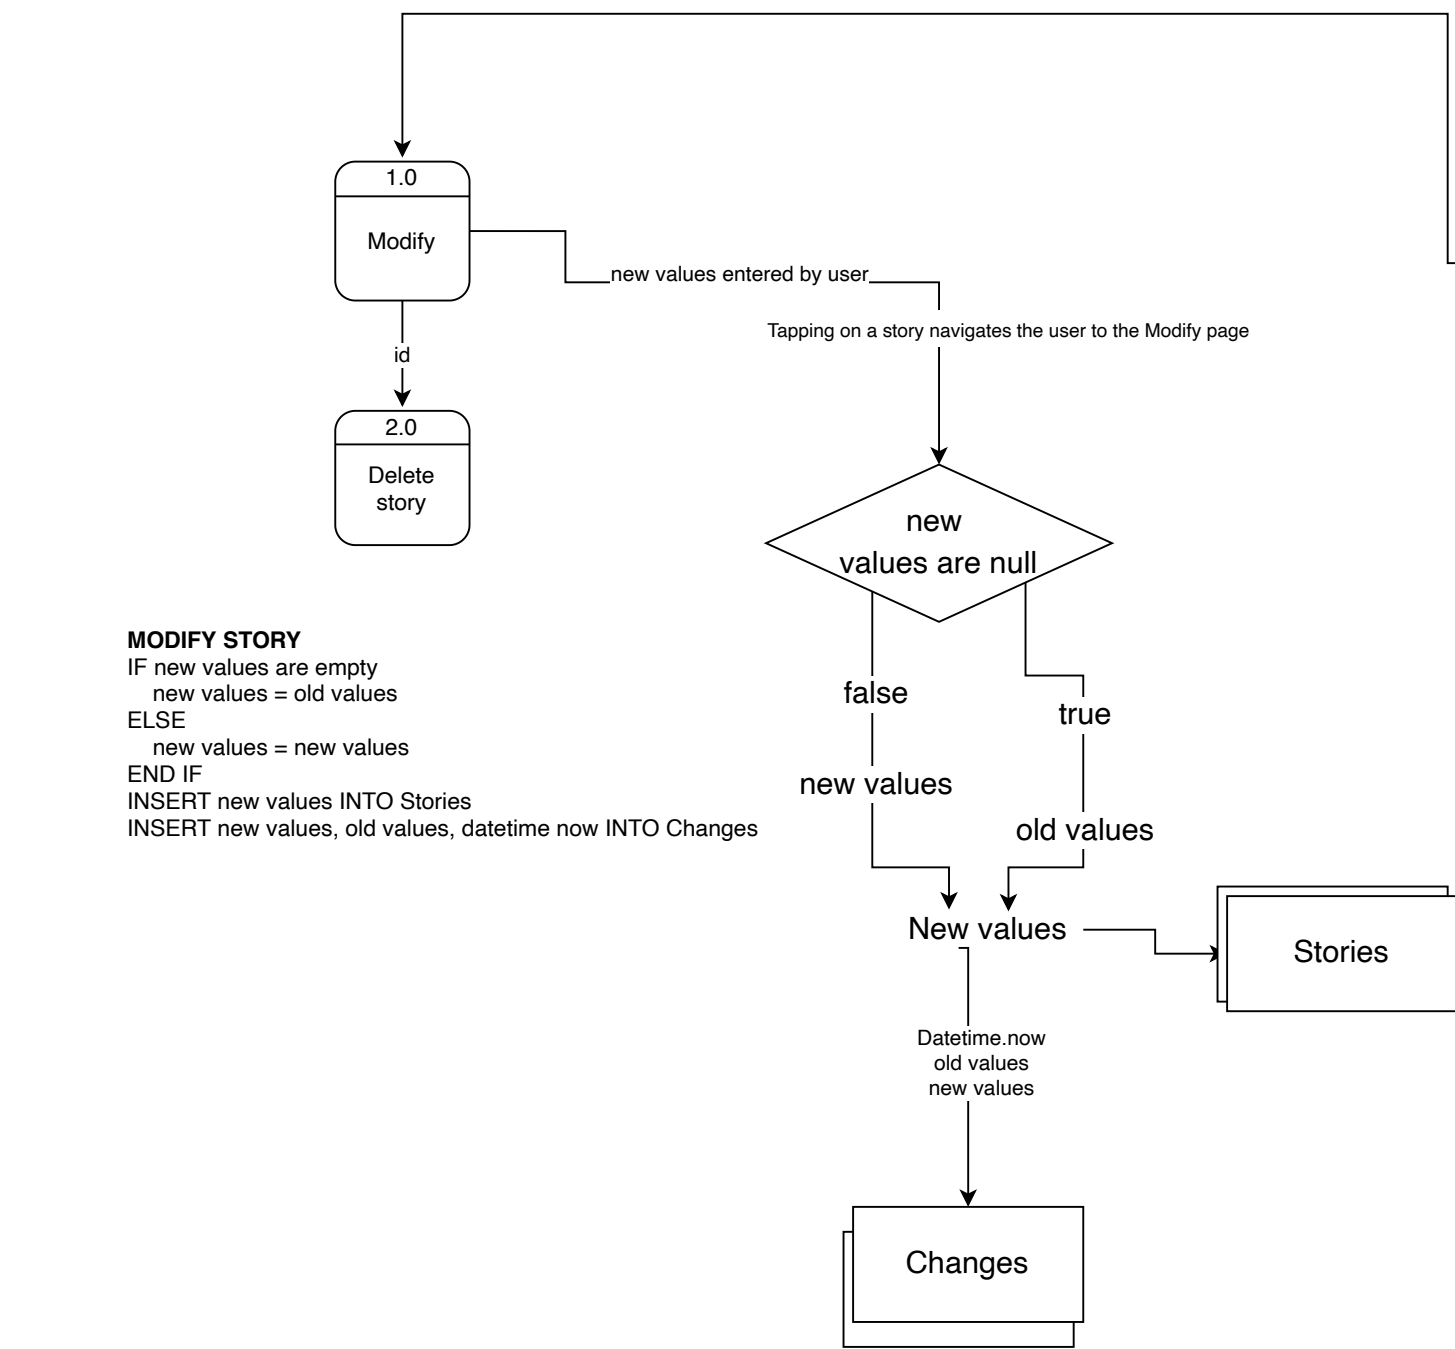 1.0
Modify
new values entered by user
Tapping on a story navigates the user to the Modify page
id
2.0
Delete
story
new
values are null
MODIFY STORY
IF new values are empty
new values = old values
ELSE
new values = new values
END IF
INSERT new values INTO Stories
INSERT new values, old values, datetime now INTO Changes
false
true
new values
old values
New values
Stories
Datetime.now
old values
new values
Changes